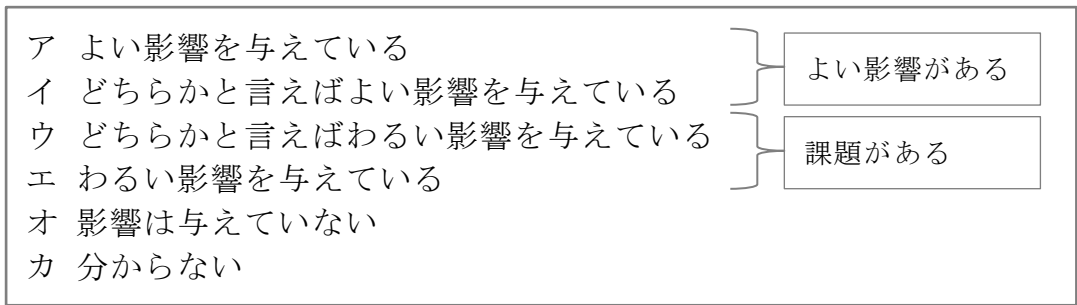 ア よい影響を与えている
イ どちらかと言えばよい影響を与えている
よい影響がある
ウ どちらかと言えばわるい影響を与えている
エ わるい影響を与えている
課題がある
オ 影響は与えていない
カ 分からない